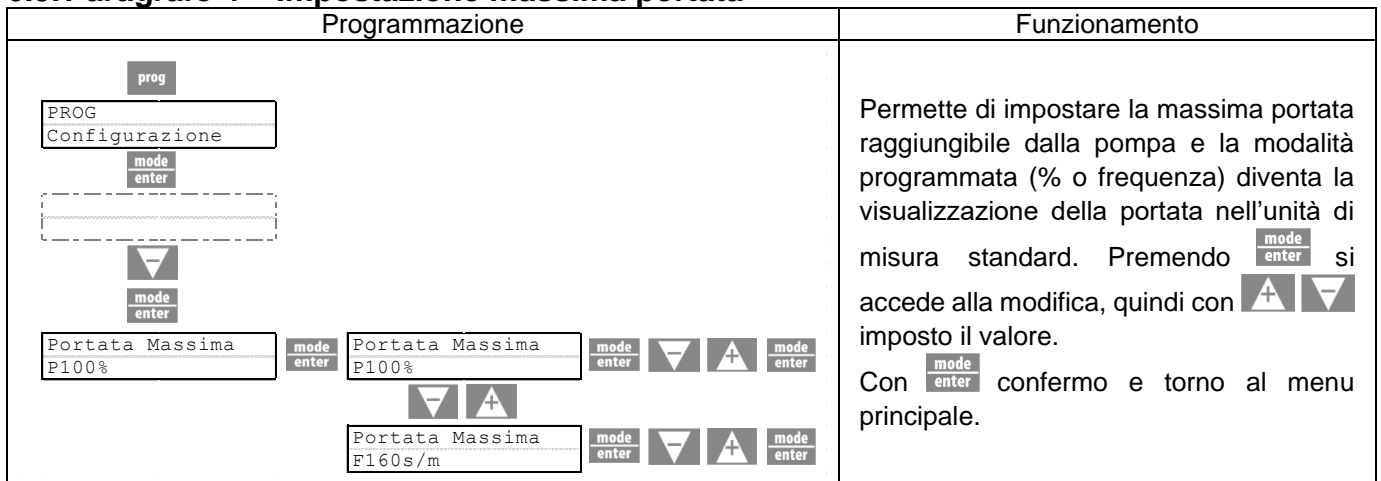 Impostazione massima portata
Programmazione
Funzionamento
prog
PROG
Configurazione
mode
enter
−
mode
enter
Portata Massima
P100%
mode
enter
Portata Massima
P100%
mode
enter
−
+
mode
enter
−
+
Portata Massima
F160s/m
mode
enter
−
+
mode
enter
Permette di impostare la massima portata
raggiungibile dalla pompa e la modalità
programmata (% o frequenza) diventa la
visualizzazione della portata nell’unità di
misura standard. Premendo mode enter si
accede alla modifica, quindi con + −
imposto il valore.
Con mode enter confermo e torno al menu
principale.